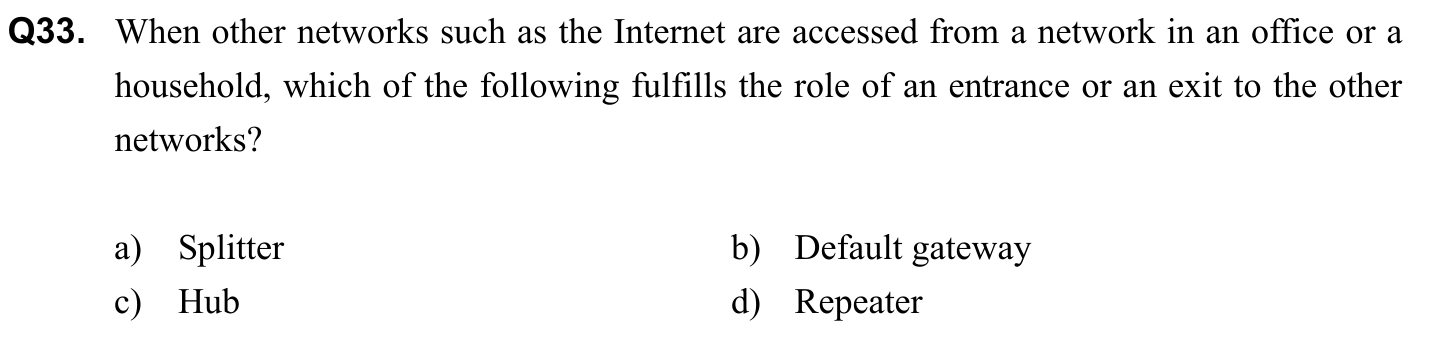 Q33. When other networks such as the Internet are accessed from a network in an office or a
household, which of the following fulfills the role of an entrance or an exit to the other
networks?
a) Splitter b) Default gateway
c) Hub d) Repeater